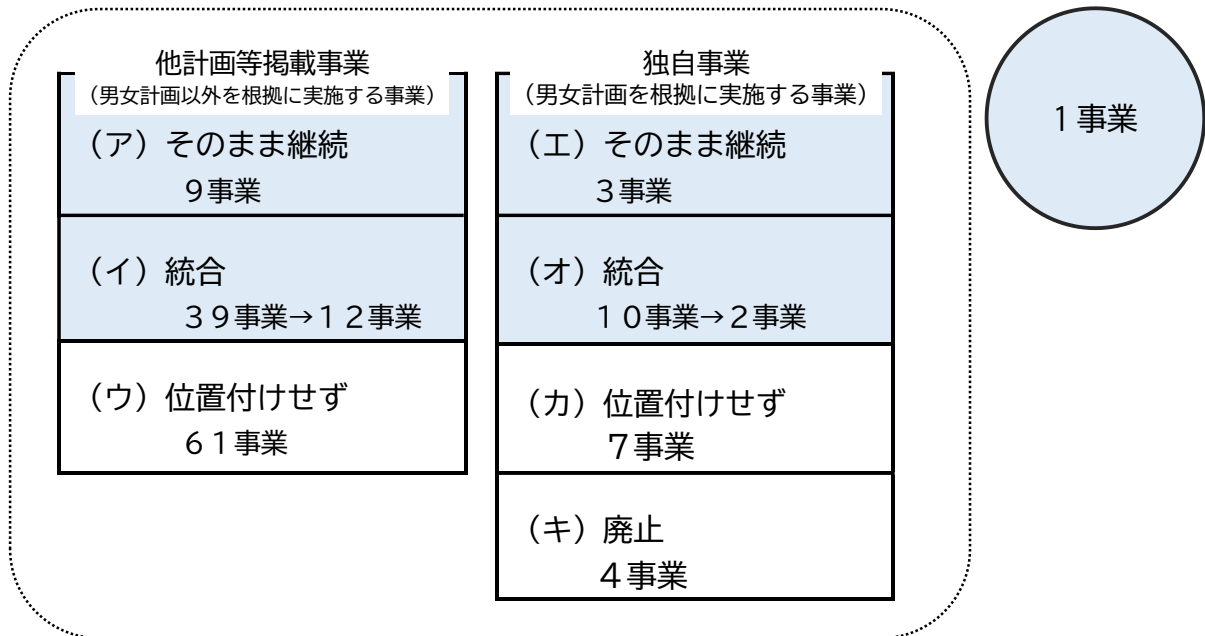 他計画等掲載事業
（男女計画以外を根拠に実施する事業）
（ア）そのまま継続
９事業
（イ）統合
３９事業→１２事業
（ウ）位置付けせず
６１事業
独自事業
（男女計画を根拠に実施する事業）
（エ）そのまま継続
３事業
（オ）統合
１０事業→２事業
（カ）位置付けせず
７事業
（キ）廃止
４事業
１事業